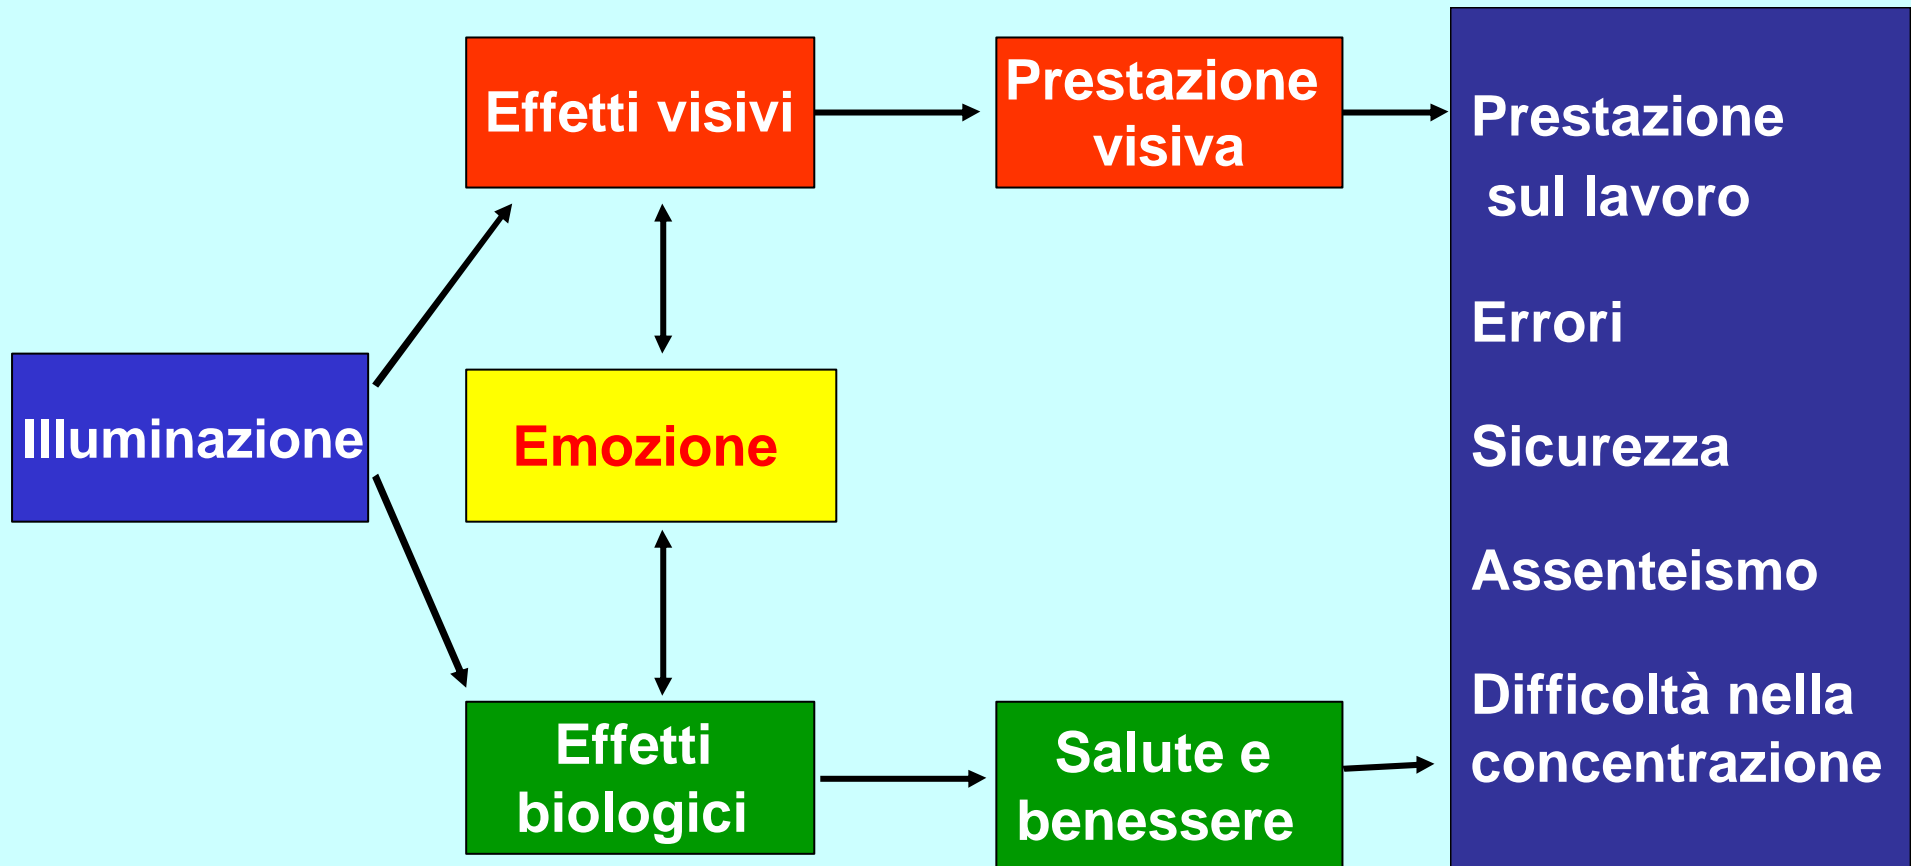 Illuminazione
Effetti visivi
Emozione
Effetti
biologici
Prestazione
visiva
Salute e
benessere
Prestazione
sul lavoro
Errori
Sicurezza
Assenteismo
Difficoltà nella
concentrazione